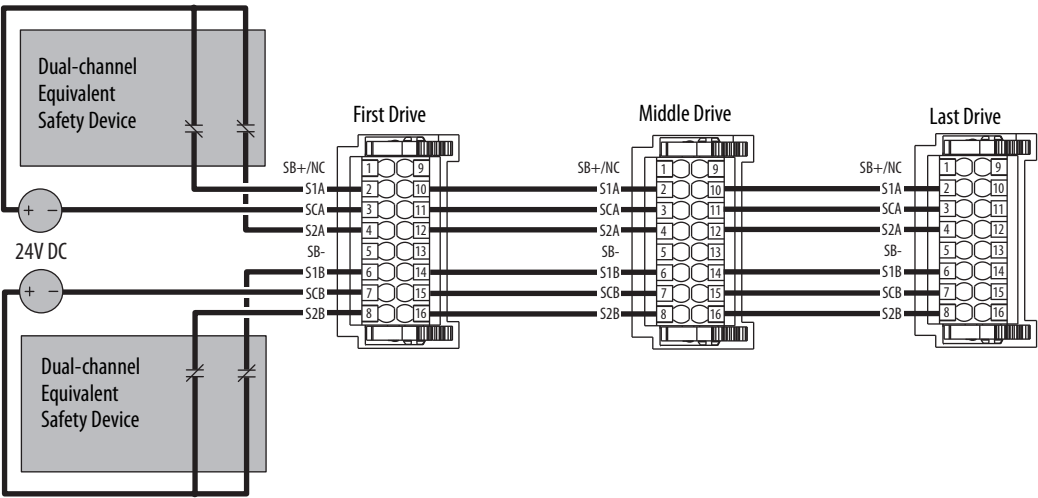 Dual-channel
Equivalent
Safety Device
First Drive
Middle Drive
Last Drive
SB+/NC 1 9
S1A 2 10
SCA 3 11
S2A 4 12
SB- 5 13
S1B 6 14
SCB 7 15
S2B 8 16
SB+/NC 1 9
S1A 2 10
SCA 3 11
S2A 4 12
SB- 5 13
S1B 6 14
SCB 7 15
S2B 8 16
SB+/NC 1 9
S1A 2 10
SCA 3 11
S2A 4 12
SB- 5 13
S1B 6 14
SCB 7 15
S2B 8 16
+ −
24V DC
+ −
Dual-channel
Equivalent
Safety Device